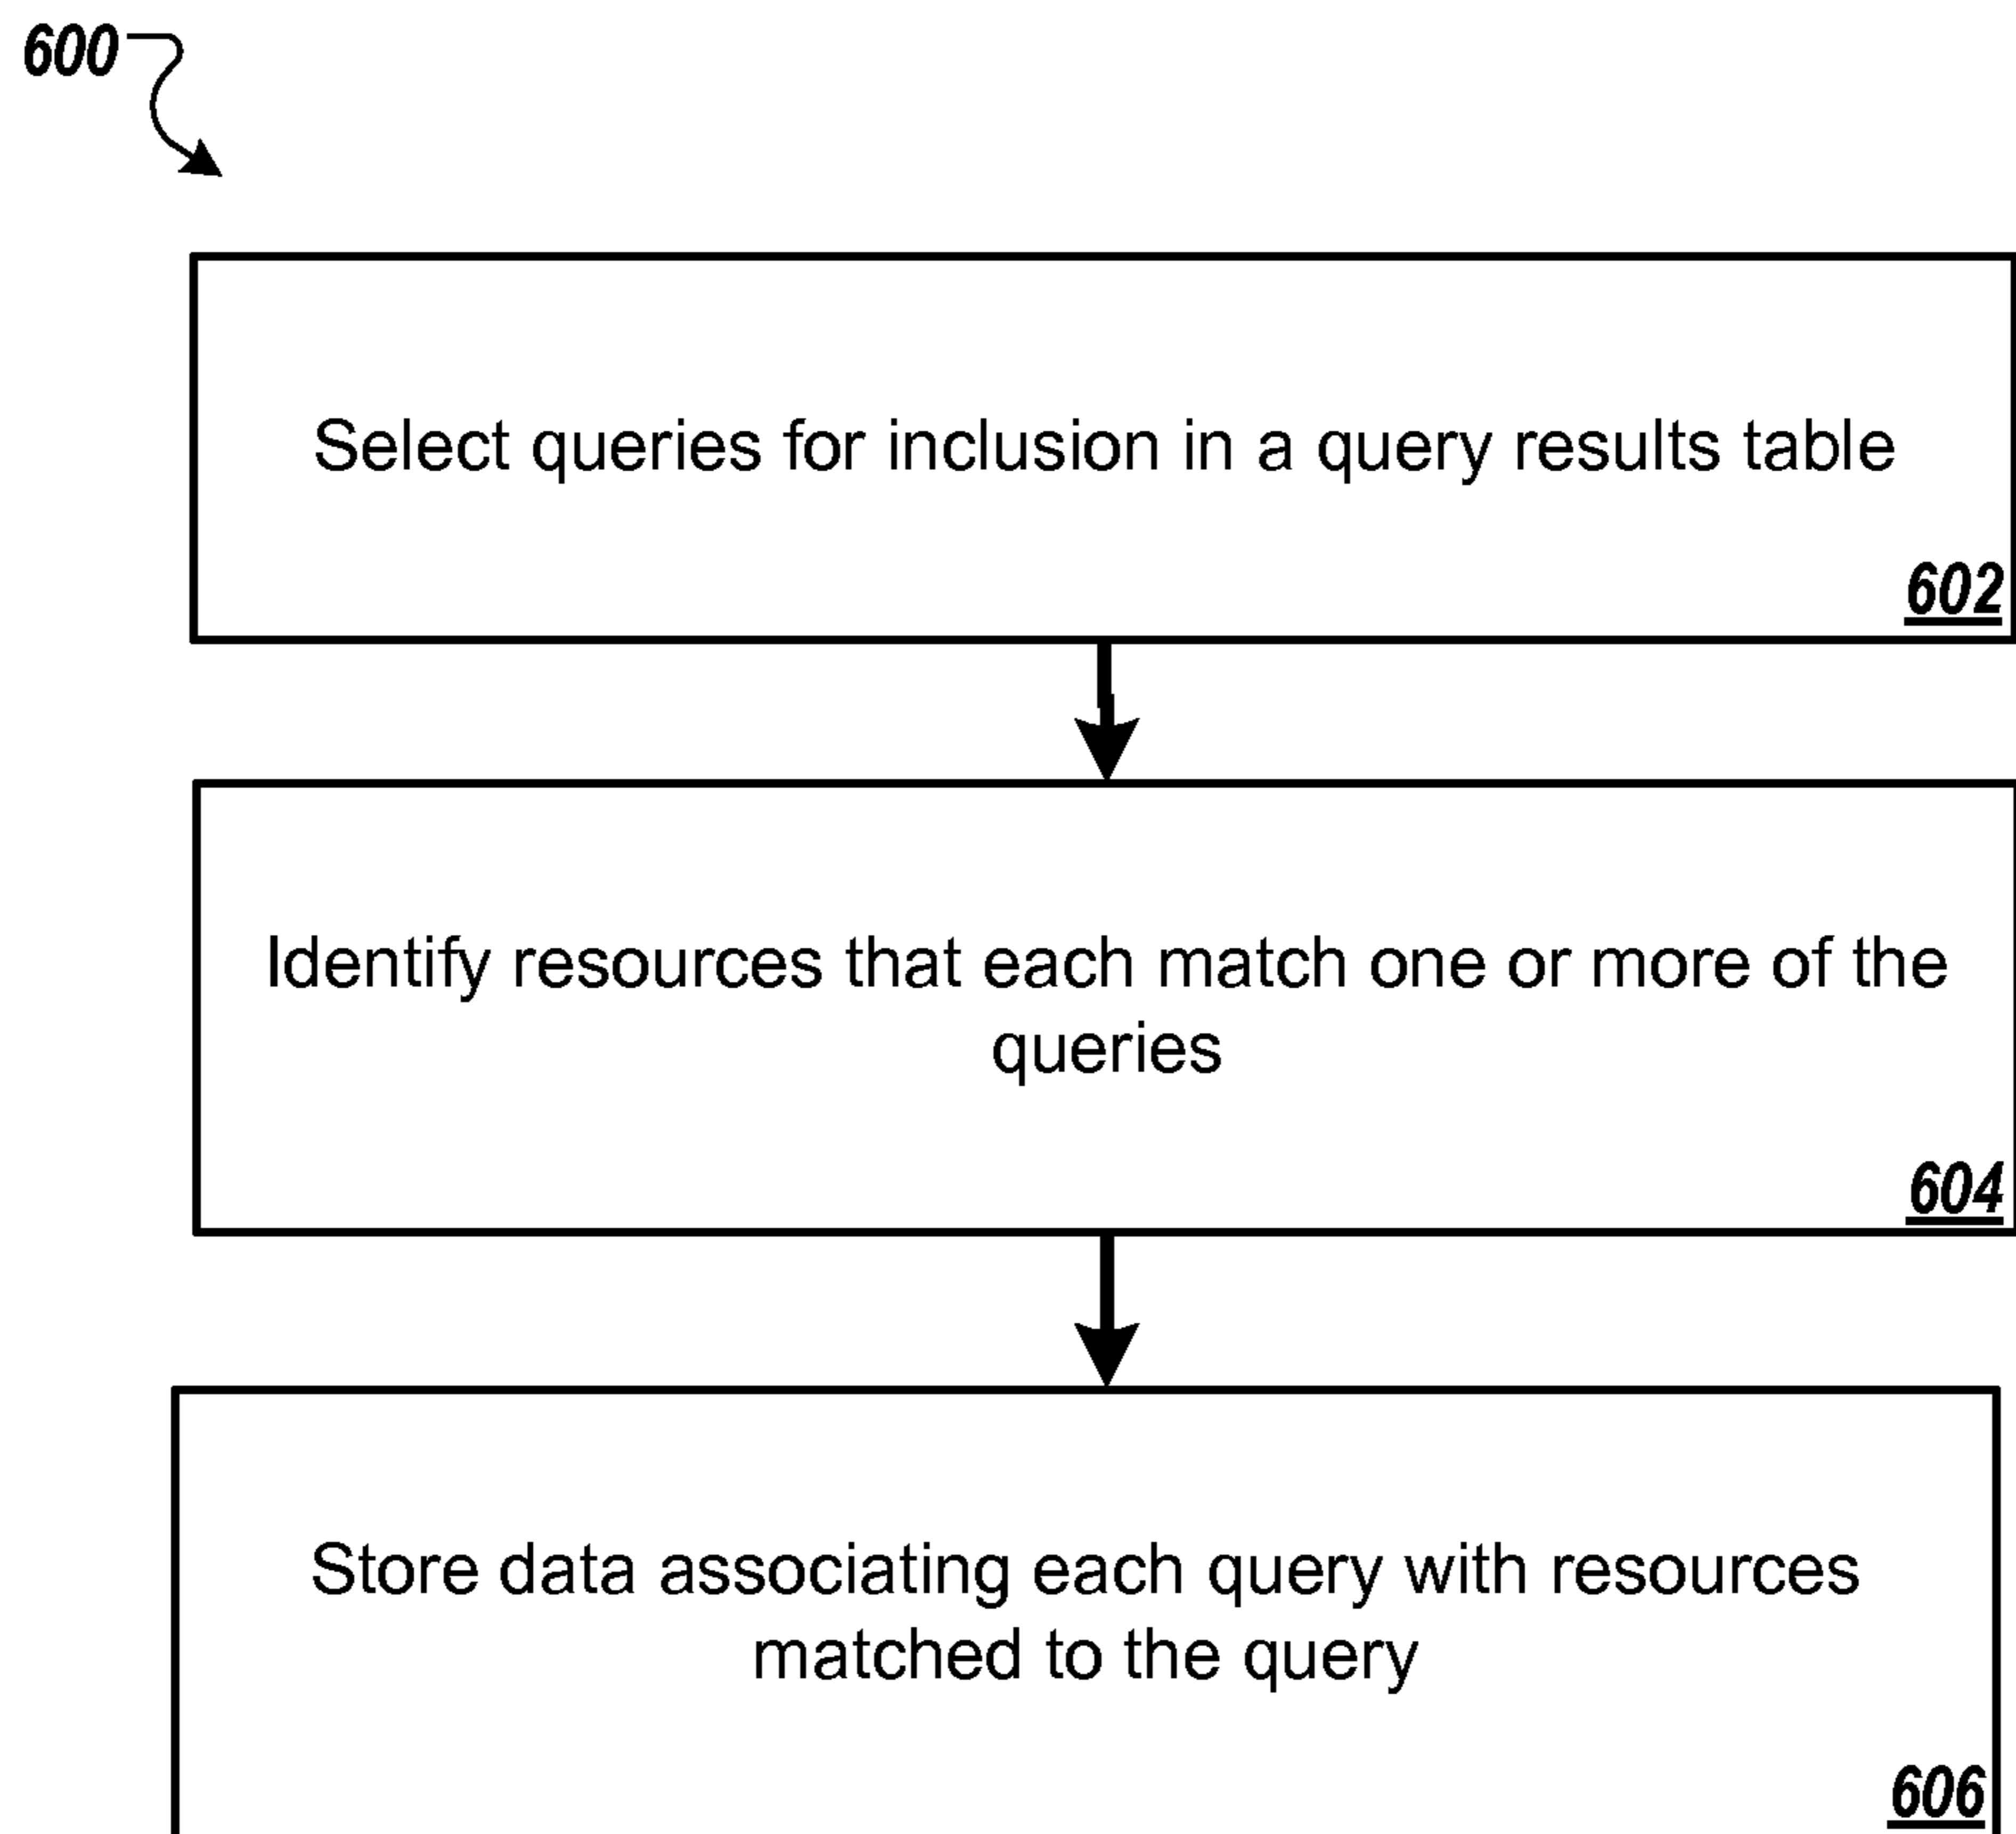 600
Select queries for inclusion in a query results table
602
Identify resources that each match one or more of the
queries
604
Store data associating each query with resources
matched to the query
606